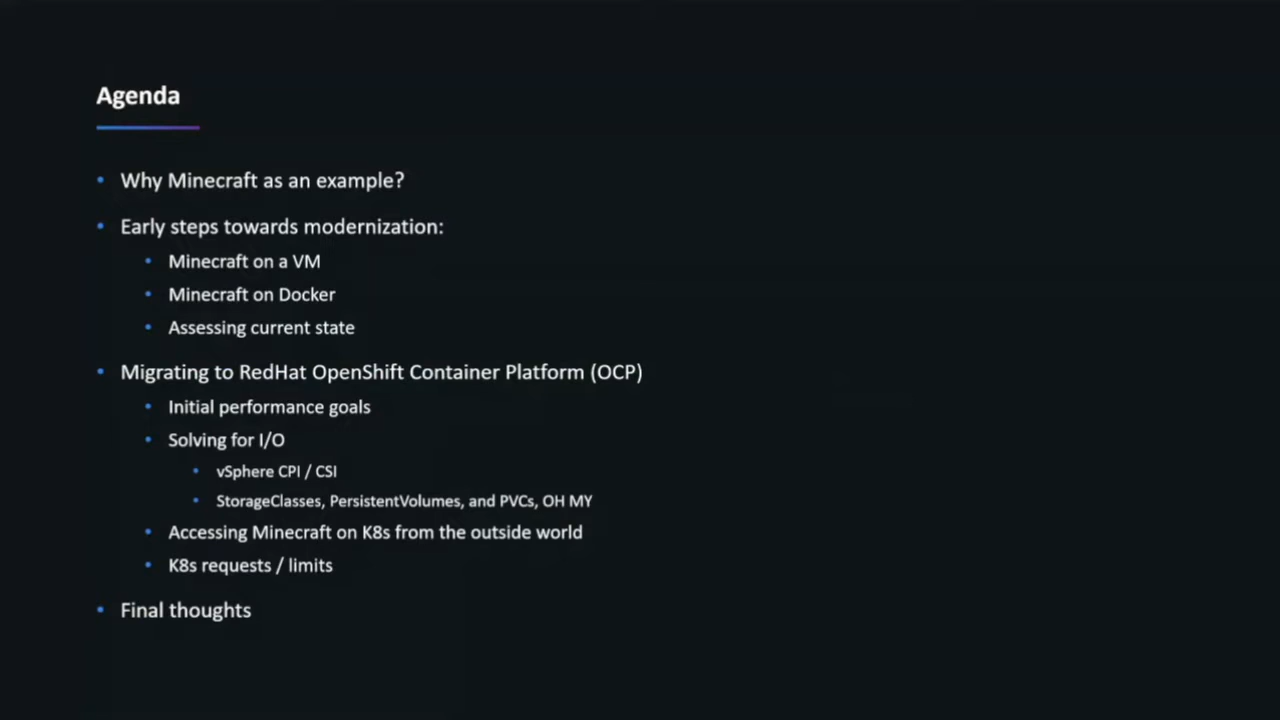 Agenda
Why Minecraft as an example?
Early steps towards modernization:
Minecraft on a VM
Minecraft on Docker
Assessing current state
Migrating to RedHat OpenShift Container Platform (OCP)
Initial performance goals
Solving for I/O
vSphere CPI / CSI
StorageClasses, PersistentVolumes, and PVCs, OH MY
Accessing Minecraft on K8s from the outside world
K8s requests / limits
Final thoughts